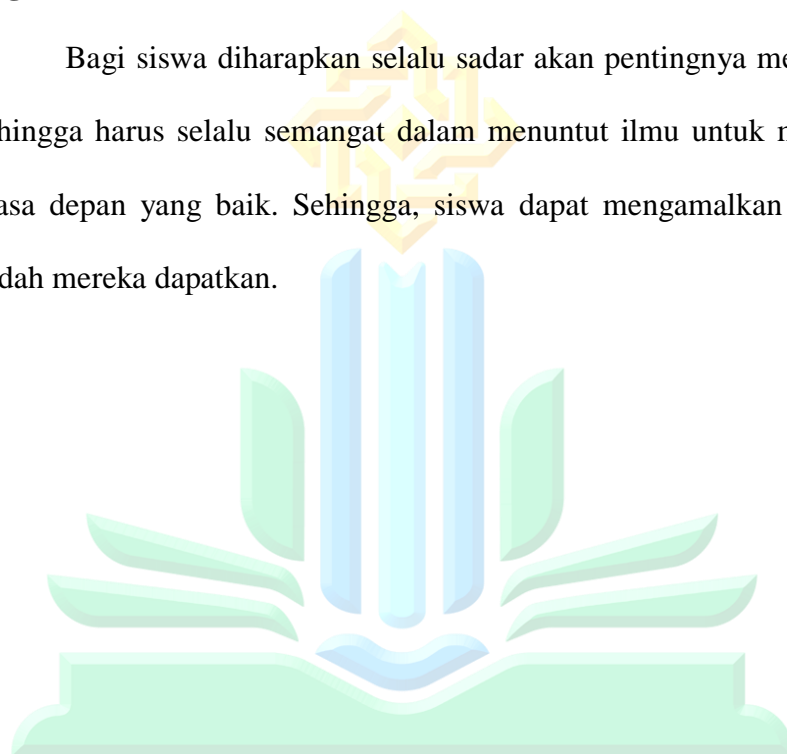 Bagi siswa diharapkan selalu sadar akan pentingnya me
hingga harus selalu semangat dalam menuntut ilmu untuk
asa depan yang baik. Sehingga, siswa dapat mengamalkan
dah mereka dapatkan.